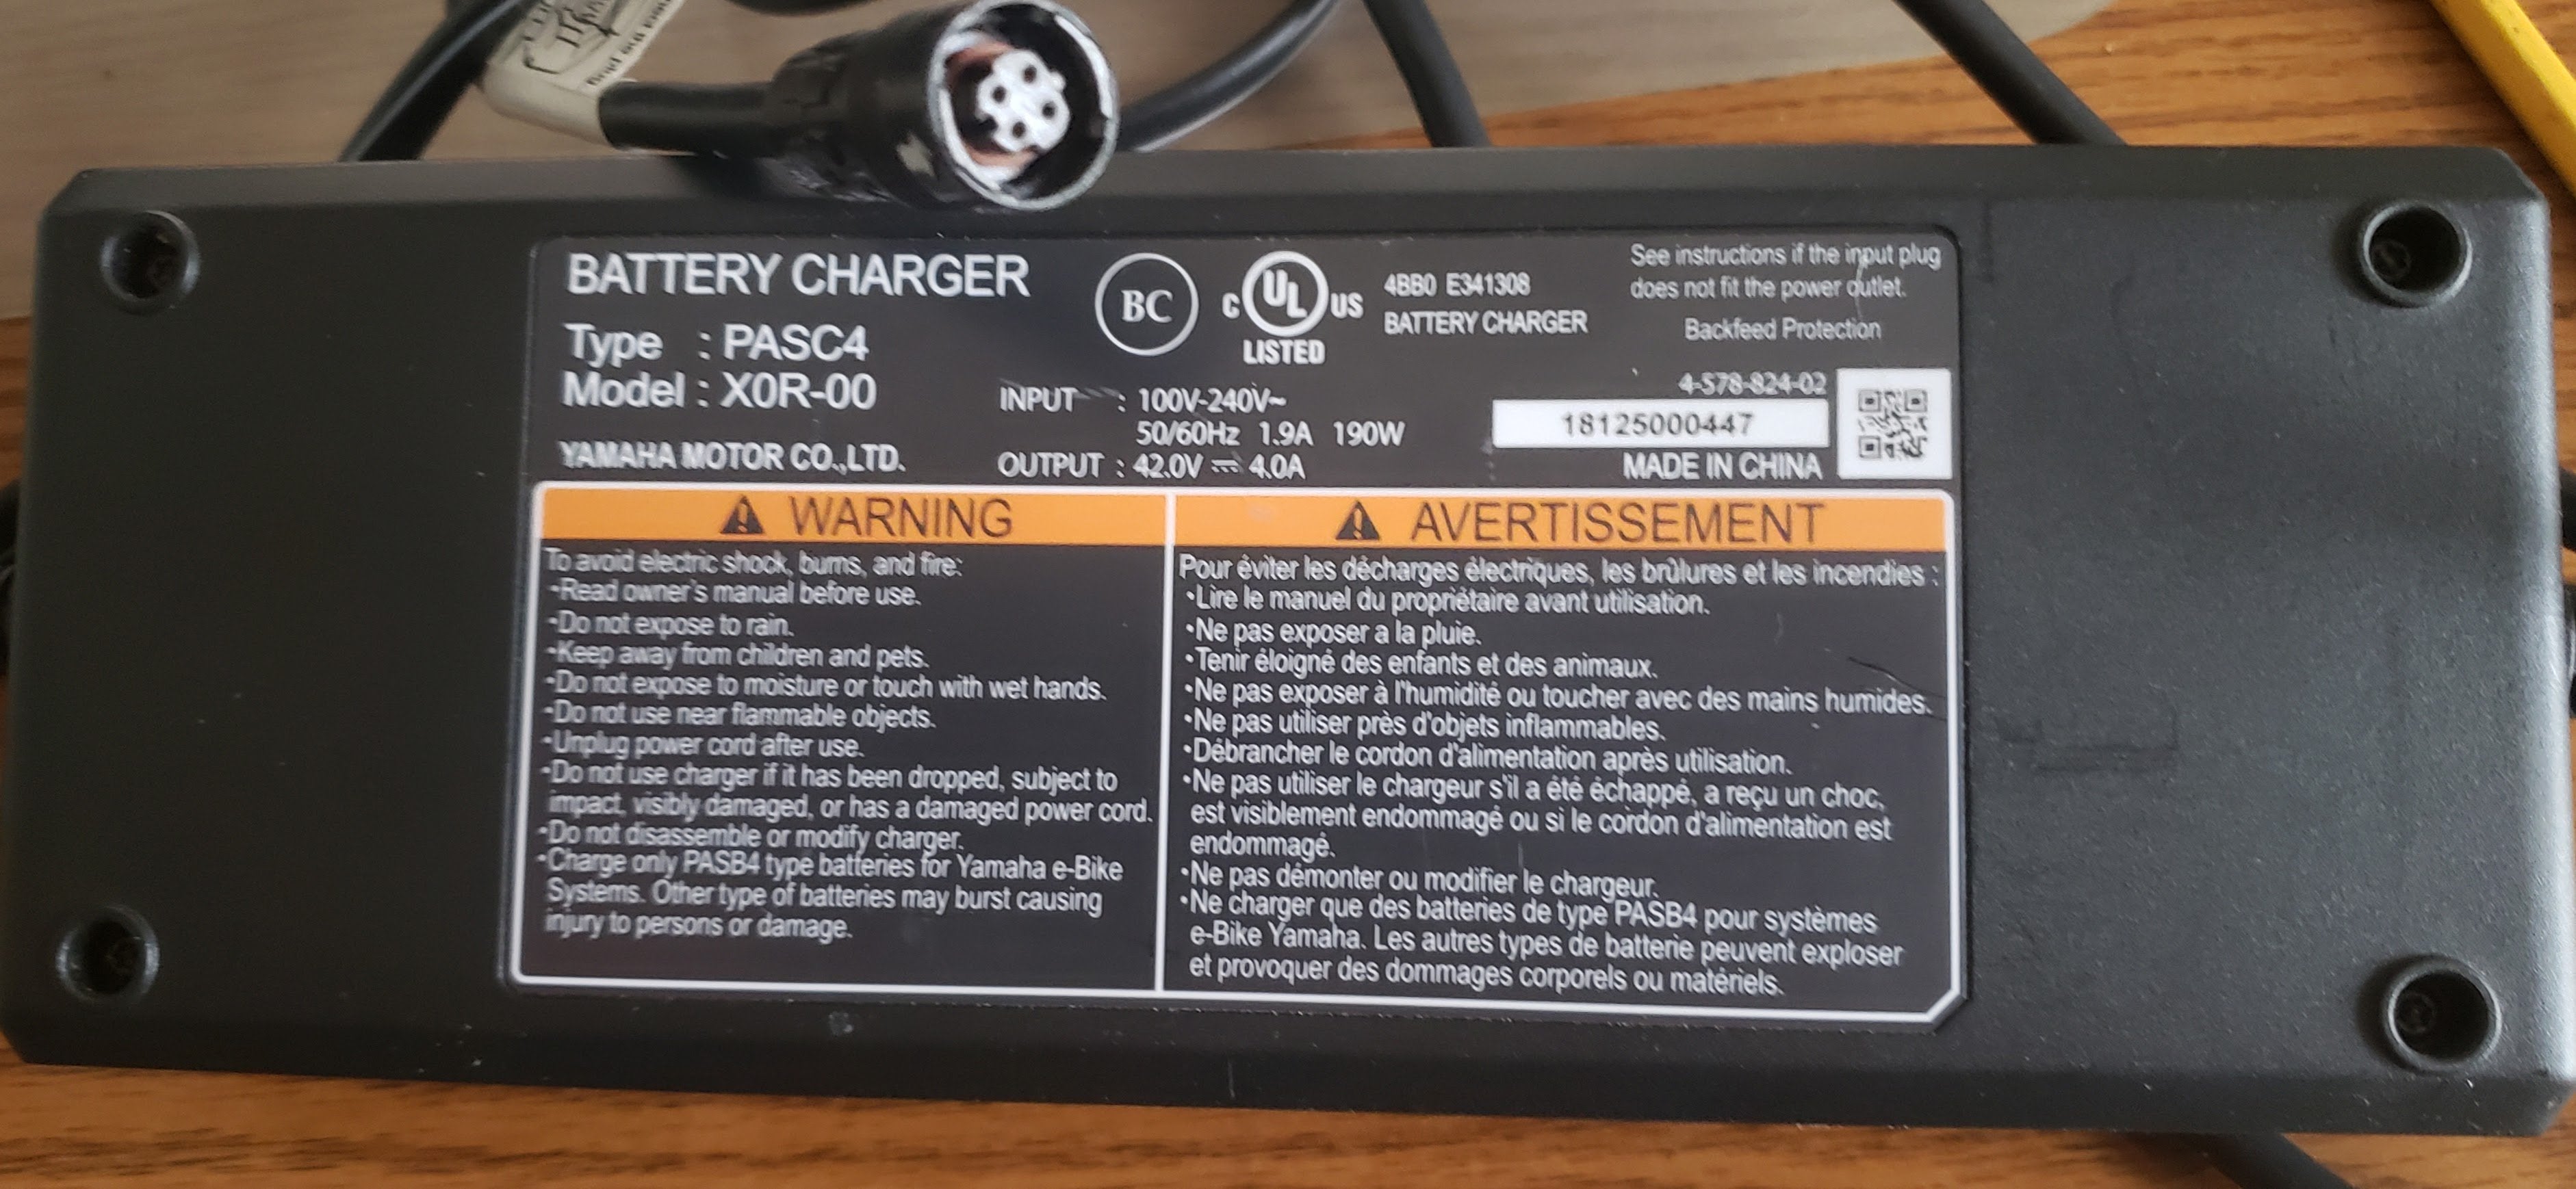 BATTERY CHARGER
Type : PASC4
Model : X0R-00
YAMAHA MOTOR CO.,LTD.
BC
C UL US
LISTED
4BB0 E341308
BATTERY CHARGER
See instructions if the input plug
does not fit the power outlet.
Backfeed Protection
INPUT : 100V-240V~
50/60Hz 1.9A 190W
OUTPUT : 42.0V ⎓ 4.0A
4-578-824-02
18125000447
MADE IN CHINA
⚠ WARNING
To avoid electric shock, burns, and fire:
•Read owner's manual before use.
•Do not expose to rain.
•Keep away from children and pets.
•Do not expose to moisture or touch with wet hands.
•Do not use near flammable objects.
•Unplug power cord after use.
•Do not use charger if it has been dropped, subject to
impact, visibly damaged, or has a damaged power cord.
•Do not disassemble or modify charger.
•Charge only PASB4 type batteries for Yamaha e-Bike
Systems. Other type of batteries may burst causing
injury to persons or damage.
⚠ AVERTISSEMENT
Pour éviter les décharges électriques, les brûlures et les incendies :
•Lire le manuel du propriétaire avant utilisation.
•Ne pas exposer a la pluie.
•Tenir éloigné des enfants et des animaux.
•Ne pas exposer à l'humidité ou toucher avec des mains humides.
•Ne pas utiliser près d'objets inflammables.
•Débrancher le cordon d'alimentation après utilisation.
•Ne pas utiliser le chargeur s'il a été échappé, a reçu un choc,
est visiblement endommagé ou si le cordon d'alimentation est
endommagé.
•Ne pas démonter ou modifier le chargeur.
•Ne charger que des batteries de type PASB4 pour systèmes
e-Bike Yamaha. Les autres types de batterie peuvent exploser
et provoquer des dommages corporels ou matériels.